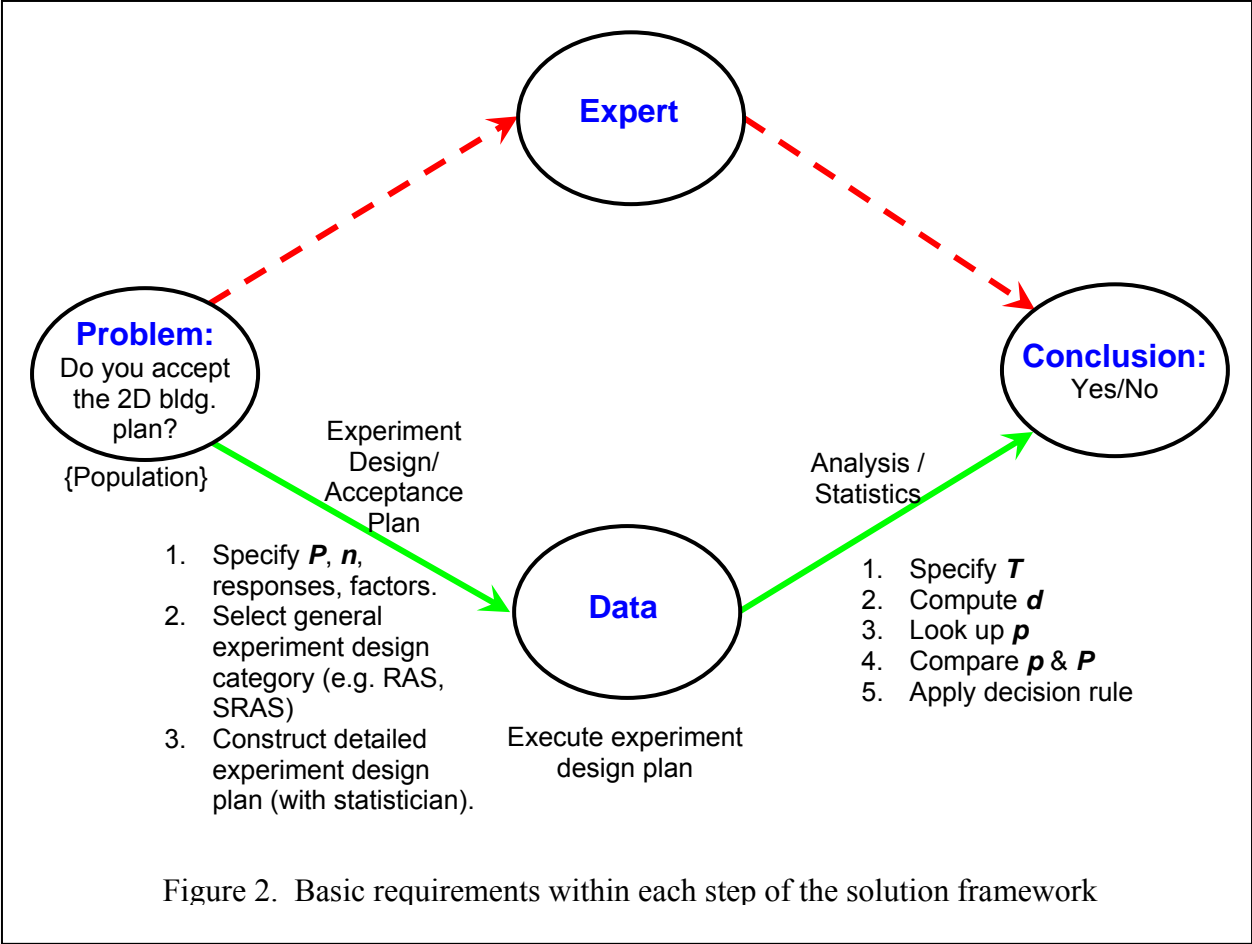 Expert
Problem:
Do you accept
the 2D bldg.
plan?
{Population}
Conclusion:
Yes/No
Experiment
Design/
Acceptance
Plan
Analysis /
Statistics
1. Specify P, n,
responses, factors.
2. Select general
experiment design
category (e.g. RAS,
SRAS)
3. Construct detailed
experiment design
plan (with statistician).
Data
Execute experiment
design plan
1. Specify T
2. Compute d
3. Look up p
4. Compare p & P
5. Apply decision rule
Figure 2. Basic requirements within each step of the solution framework